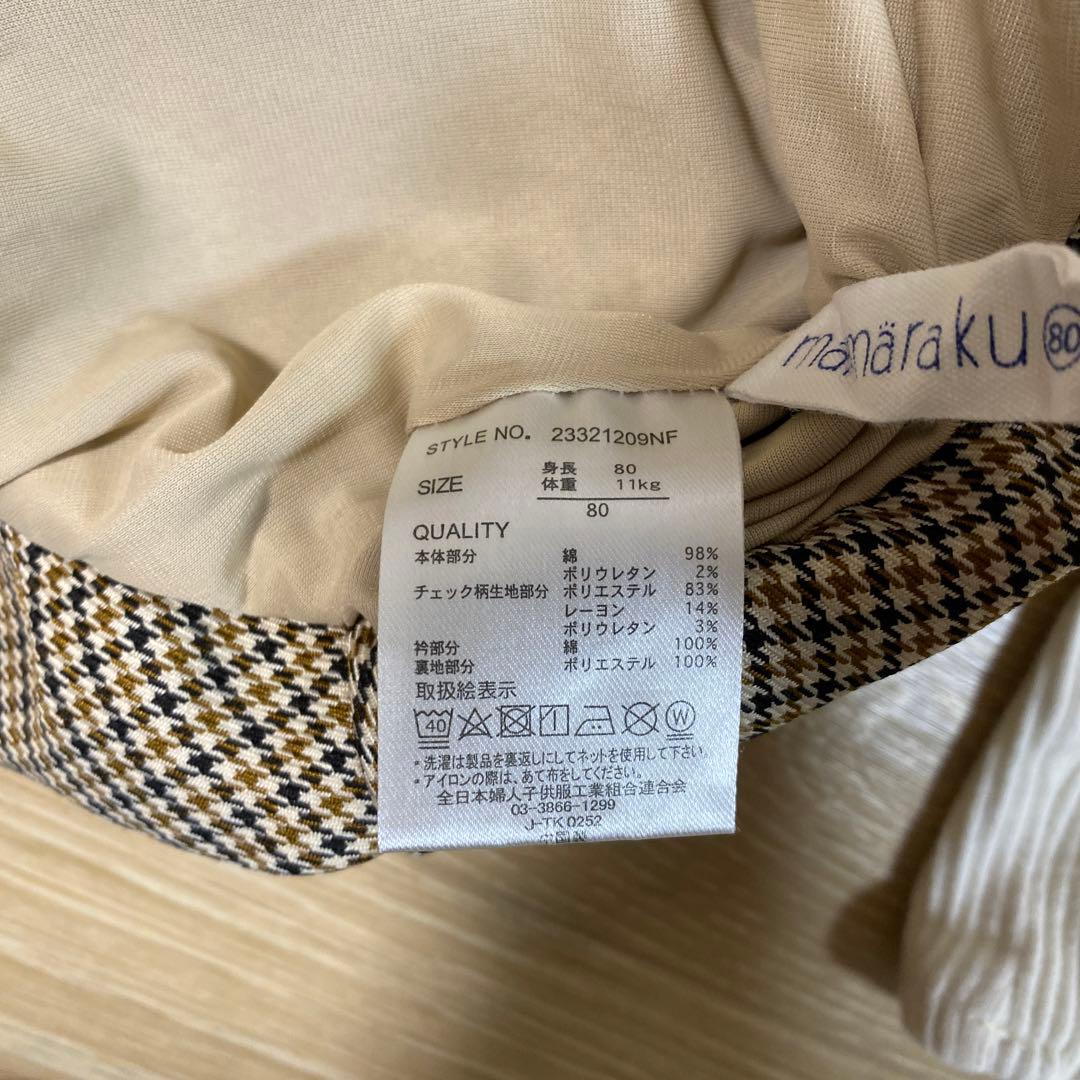 mamäraku 80
STYLE NO. 23321209NF
SIZE 身長 80
体重 11kg
80
QUALITY
本体部分 綿 98%
ポリウレタン 2%
チェック柄生地部分 ポリエステル 83%
レーヨン 14%
ポリウレタン 3%
衿部分 綿 100%
裏地部分 ポリエステル 100%
取扱絵表示
40 W
*洗濯は製品を裏返しにしてネットを使用して下さい。
*アイロンの際は、あて布をしてください。
全日本婦人子供服工業組合連合会
03-3866-1299
J-TK 0252
中国製